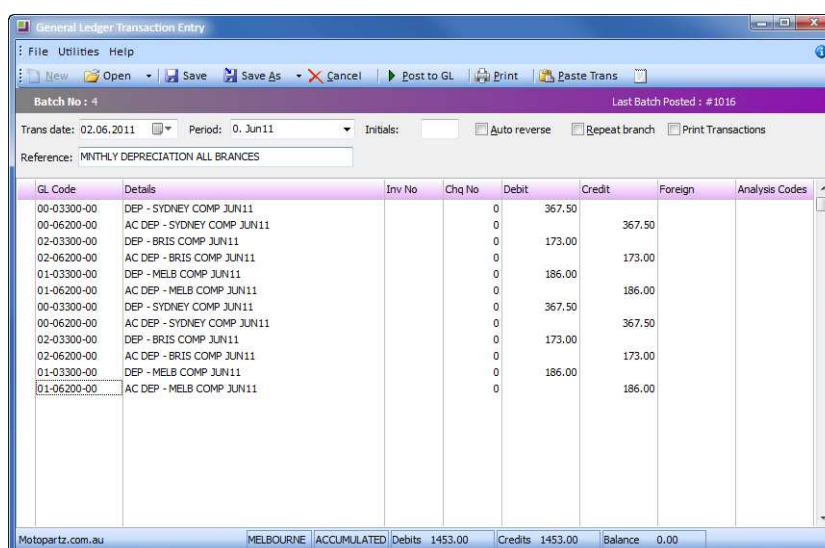 General Ledger Transaction Entry
File Utilities Help
New Open Save Save As Cancel Post to GL Print Paste Trans
Batch No : 4 Last Batch Posted : #1016
Trans date: 02.06.2011 Period: 0. Jun11 Initials: Auto reverse Repeat branch Print Transactions
Reference: MNTHLY DEPRECIATION ALL BRANCES
GL Code Details Inv No Chq No Debit Credit Foreign Analysis Codes
00-03300-00 DEP - SYDNEY COMP JUN11 0 367.50
00-06200-00 AC DEP - SYDNEY COMP JUN11 0 367.50
02-03300-00 DEP - BRIS COMP JUN11 0 173.00
02-06200-00 AC DEP - BRIS COMP JUN11 0 173.00
01-03300-00 DEP - MELB COMP JUN11 0 186.00
01-06200-00 AC DEP - MELB COMP JUN11 0 186.00
00-03300-00 DEP - SYDNEY COMP JUN11 0 367.50
00-06200-00 AC DEP - SYDNEY COMP JUN11 0 367.50
02-03300-00 DEP - BRIS COMP JUN11 0 173.00
02-06200-00 AC DEP - BRIS COMP JUN11 0 173.00
01-03300-00 DEP - MELB COMP JUN11 0 186.00
01-06200-00 AC DEP - MELB COMP JUN11 0 186.00
Motopartz.com.au MELBOURNE ACCUMULATED Debits 1453.00 Credits 1453.00 Balance 0.00